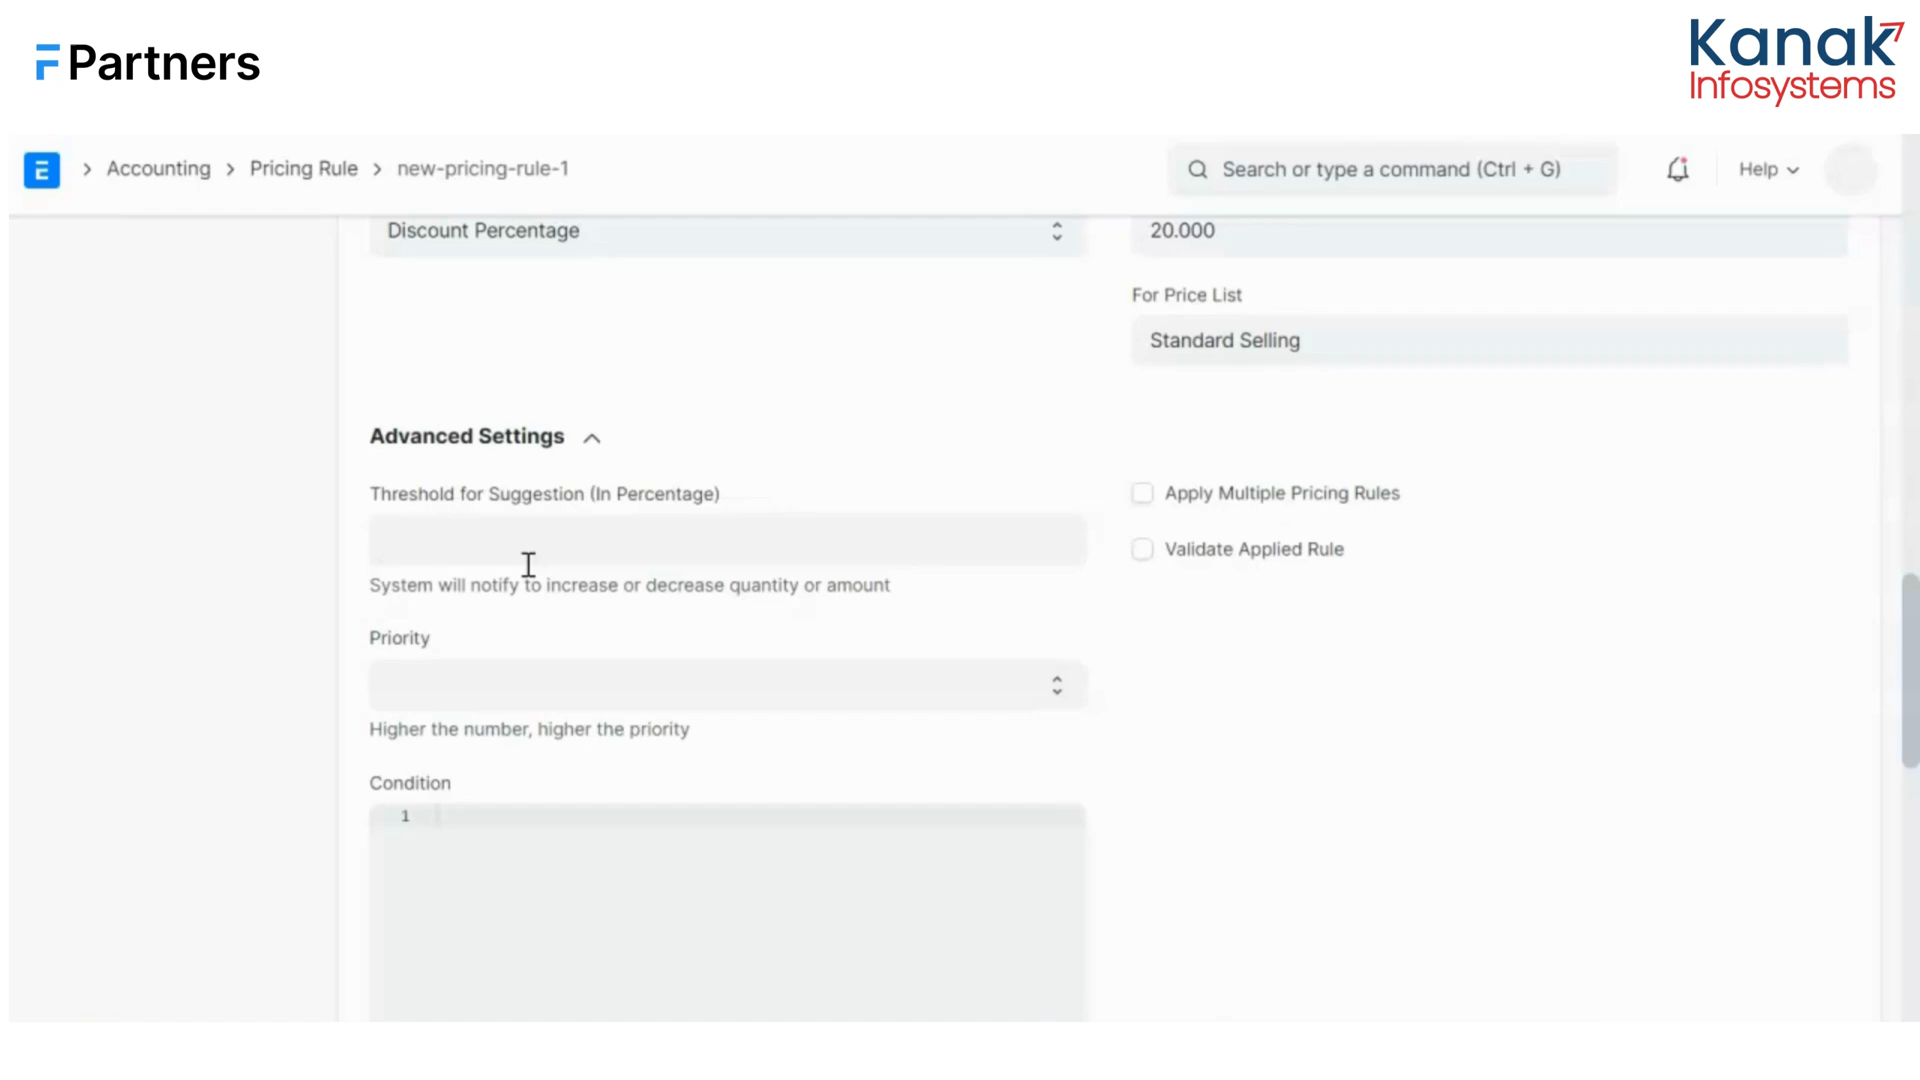 Partners
Kanak
Infosystems
Accounting
Pricing Rule
new-pricing-rule-1
Search or type a command (Ctrl + G)
Help
Discount Percentage
20.000
For Price List
Standard Selling
Advanced Settings
Threshold for Suggestion (In Percentage)
Apply Multiple Pricing Rules
Validate Applied Rule
System will notify to increase or decrease quantity or amount
Priority
Higher the number, higher the priority
Condition
1